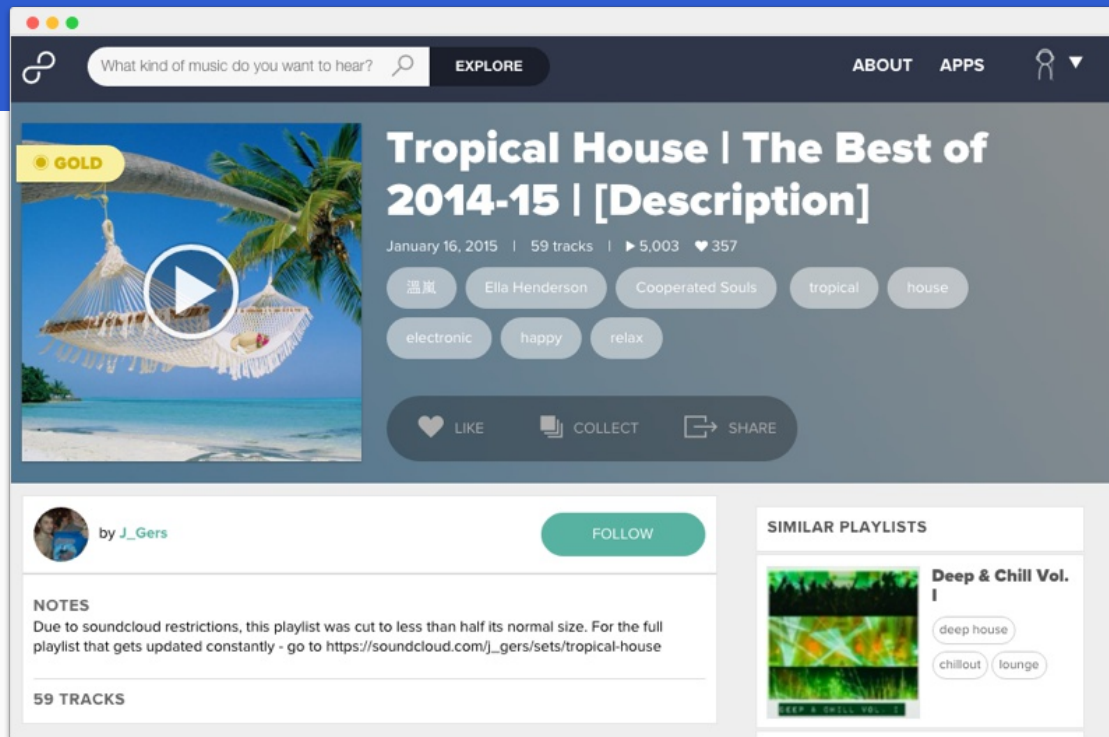 What kind of music do you want to hear?
EXPLORE
ABOUT
APPS
GOLD
Tropical House | The Best of
2014-15 | [Description]
January 16, 2015 | 59 tracks | 5,003 357
溫嵐 Ella Henderson Cooperated Souls tropical house
electronic happy relax
LIKE COLLECT SHARE
by J_Gers
FOLLOW
NOTES
Due to soundcloud restrictions, this playlist was cut to less than half its normal size. For the full
playlist that gets updated constantly - go to https://soundcloud.com/j_gers/sets/tropical-house
59 TRACKS
SIMILAR PLAYLISTS
DEEP & CHILL VOL. I
Deep & Chill Vol.
I
deep house
chillout lounge